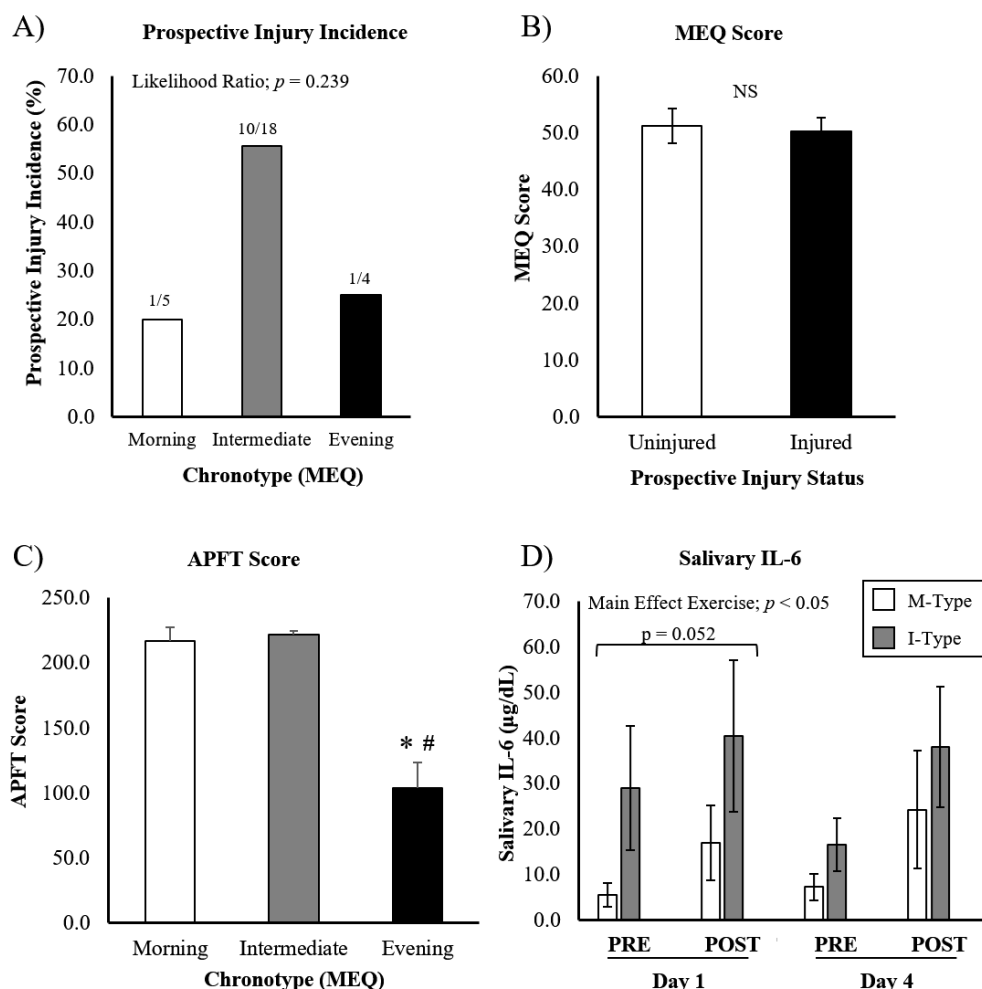 A)
Prospective Injury Incidence
Likelihood Ratio; p = 0.239
Prospective Injury Incidence (%)
70.0
60.0
50.0
40.0
30.0
20.0
10.0
0.0
1/5
10/18
1/4
Morning Intermediate Evening
Chronotype (MEQ)
B)
MEQ Score
NS
MEQ Score
60.0
50.0
40.0
30.0
20.0
10.0
0.0
Uninjured Injured
Prospective Injury Status
C)
APFT Score
APFT Score
250.0
200.0
150.0
100.0
50.0
0.0
* #
Morning Intermediate Evening
Chronotype (MEQ)
D)
Salivary IL-6
Main Effect Exercise; p < 0.05
p = 0.052
M-Type
I-Type
Salivary IL-6 (µg/dL)
70.0
60.0
50.0
40.0
30.0
20.0
10.0
0.0
PRE POST PRE POST
Day 1 Day 4